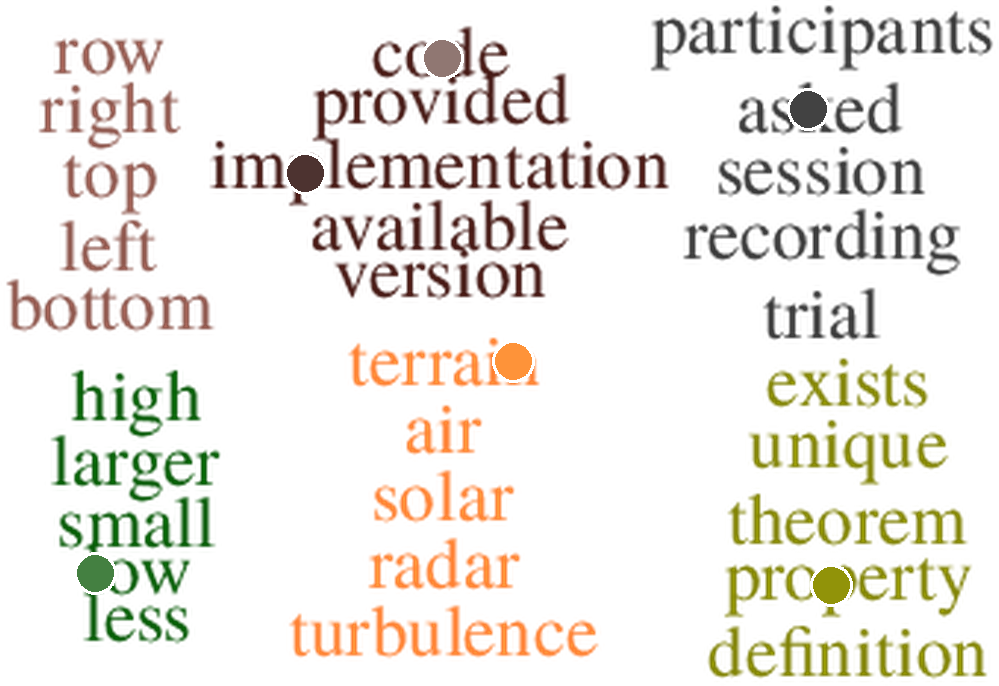 row
right
top
left
bottom
code
provided
implementation
available
version
participants
asked
session
recording
trial
high
larger
small
low
less
terrain
air
solar
radar
turbulence
exists
unique
theorem
property
definition